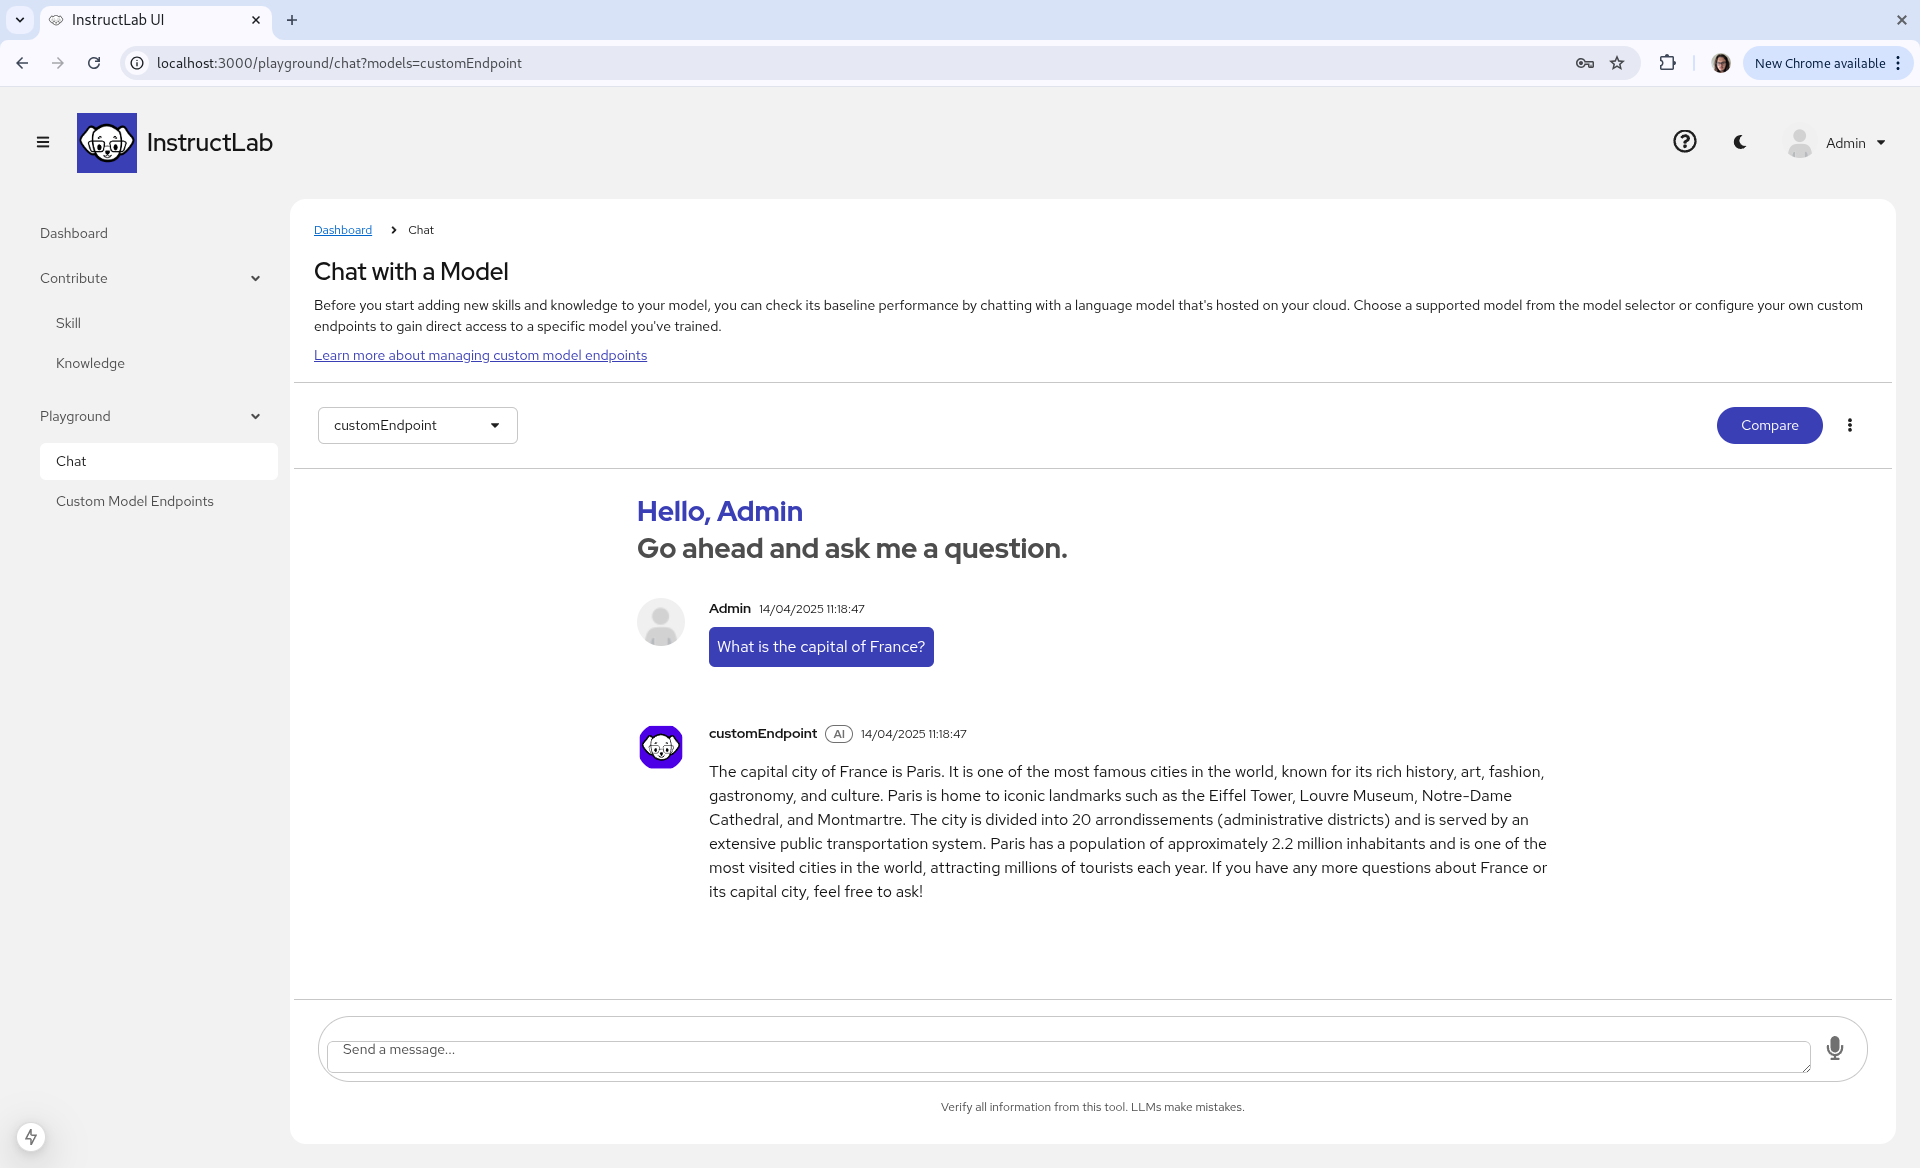 InstructLab UI
localhost:3000/playground/chat?models=customEndpoint
New Chrome available
InstructLab
Admin
Dashboard
Contribute
Skill
Knowledge
Playground
Chat
Custom Model Endpoints
Dashboard Chat
Chat with a Model
Before you start adding new skills and knowledge to your model, you can check its baseline performance by chatting with a language model that's hosted on your cloud. Choose a supported model from the model selector or configure your own custom
endpoints to gain direct access to a specific model you've trained.
Learn more about managing custom model endpoints
customEndpoint
Compare
Hello, Admin
Go ahead and ask me a question.
Admin 14/04/2025 11:18:47
What is the capital of France?
customEndpoint AI 14/04/2025 11:18:47
The capital city of France is Paris. It is one of the most famous cities in the world, known for its rich history, art, fashion,
gastronomy, and culture. Paris is home to iconic landmarks such as the Eiffel Tower, Louvre Museum, Notre-Dame
Cathedral, and Montmartre. The city is divided into 20 arrondissements (administrative districts) and is served by an
extensive public transportation system. Paris has a population of approximately 2.2 million inhabitants and is one of the
most visited cities in the world, attracting millions of tourists each year. If you have any more questions about France or
its capital city, feel free to ask!
Send a message...
Verify all information from this tool. LLMs make mistakes.